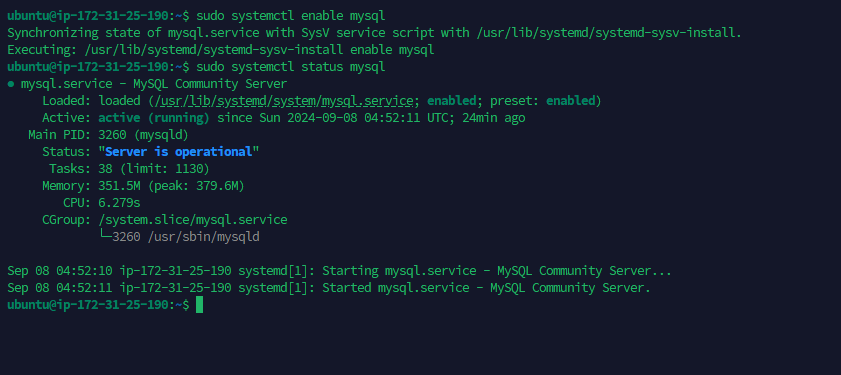 ubuntu@ip-172-31-25-190:~$ sudo systemctl enable mysql
Synchronizing state of mysql.service with SysV service script with /usr/lib/systemd/systemd-sysv-install.
Executing: /usr/lib/systemd/systemd-sysv-install enable mysql
ubuntu@ip-172-31-25-190:~$ sudo systemctl status mysql
● mysql.service - MySQL Community Server
     Loaded: loaded (/usr/lib/systemd/system/mysql.service; enabled; preset: enabled)
     Active: active (running) since Sun 2024-09-08 04:52:11 UTC; 24min ago
   Main PID: 3260 (mysqld)
     Status: "Server is operational"
      Tasks: 38 (limit: 1130)
     Memory: 351.5M (peak: 379.6M)
        CPU: 6.279s
     CGroup: /system.slice/mysql.service
             └─3260 /usr/sbin/mysqld
Sep 08 04:52:10 ip-172-31-25-190 systemd[1]: Starting mysql.service - MySQL Community Server...
Sep 08 04:52:11 ip-172-31-25-190 systemd[1]: Started mysql.service - MySQL Community Server.
ubuntu@ip-172-31-25-190:~$